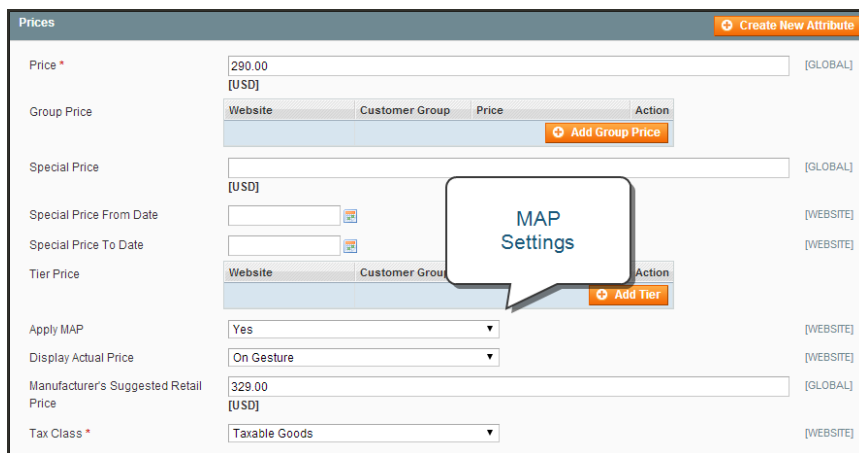 Prices
Create New Attribute
Price *
290.00
[GLOBAL]
[USD]
Group Price
Website Customer Group Price Action
Add Group Price
Special Price
[GLOBAL]
[USD]
MAP
Settings
Special Price From Date
[WEBSITE]
Special Price To Date
[WEBSITE]
Tier Price
Website Customer Group Action
Add Tier
Apply MAP
Yes
[WEBSITE]
Display Actual Price
On Gesture
[WEBSITE]
Manufacturer's Suggested Retail
Price
329.00
[GLOBAL]
[USD]
Tax Class *
Taxable Goods
[WEBSITE]